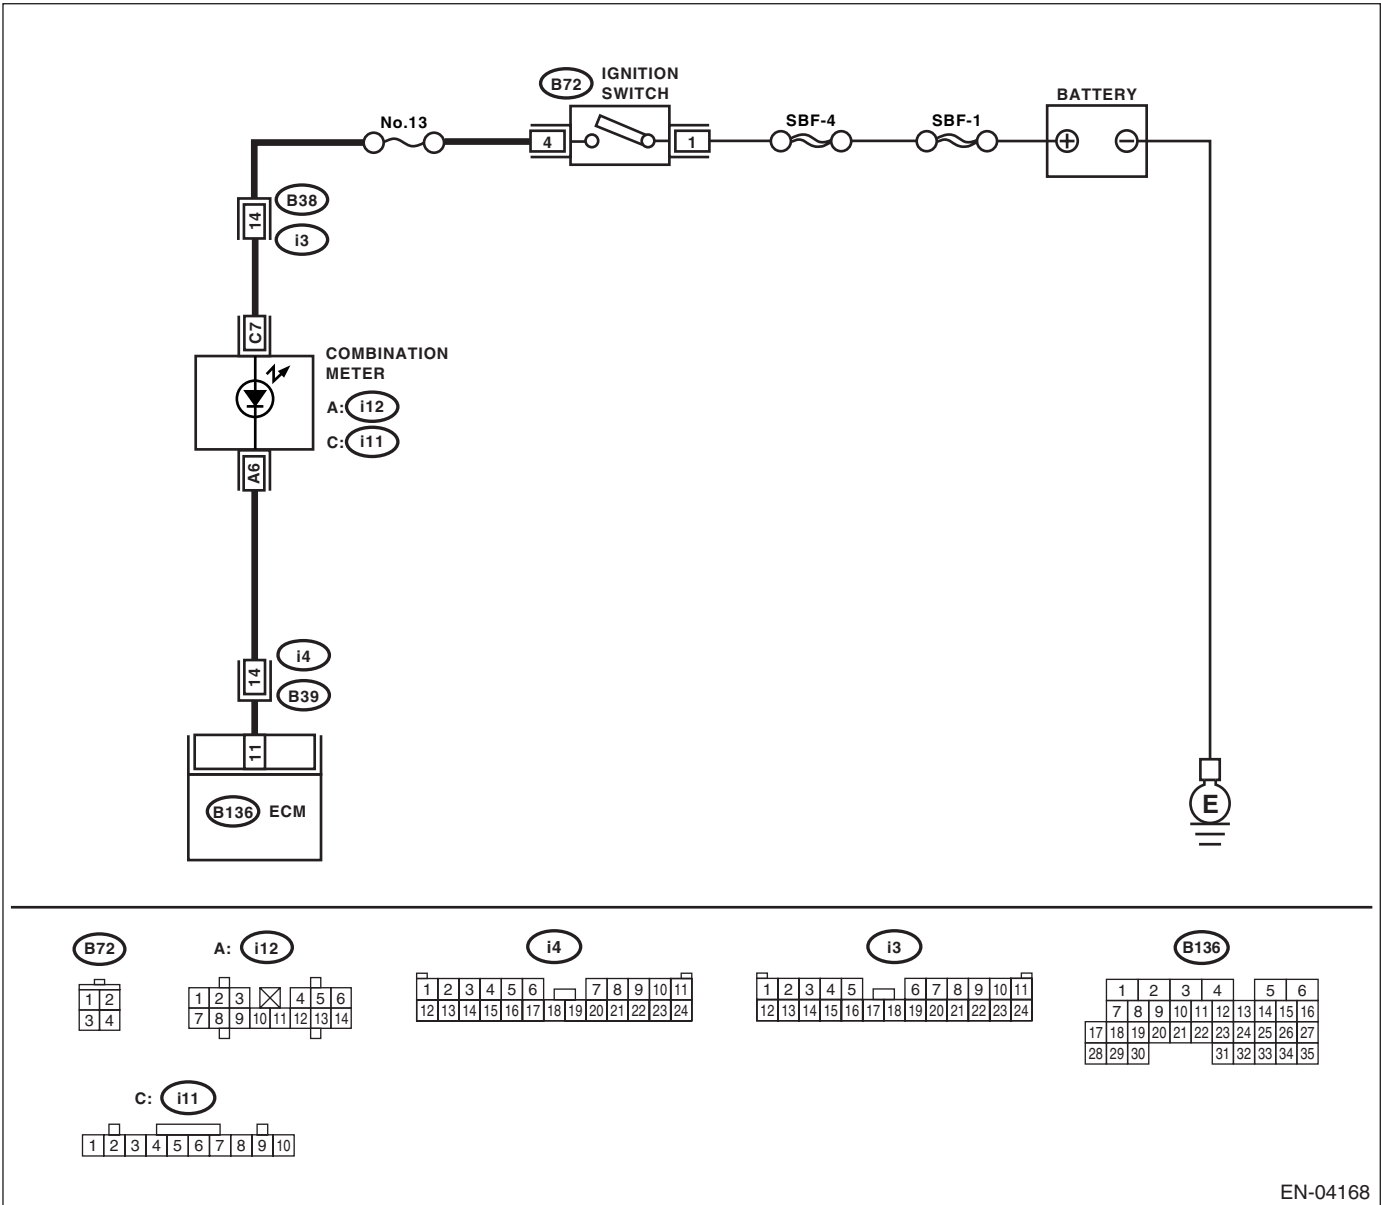 B72
IGNITION
SWITCH
BATTERY
No.13
SBF-4
SBF-1
4
1
14
B38
i3
C7
COMBINATION
METER
A: i12
C: i11
A6
14
i4
B39
11
B136 ECM
E
B72
1 2
3 4
A: i12
1 2 3 4 5 6
7 8 9 10 11 12 13 14
i4
1 2 3 4 5 6 7 8 9 10 11
12 13 14 15 16 17 18 19 20 21 22 23 24
i3
1 2 3 4 5 6 7 8 9 10 11
12 13 14 15 16 17 18 19 20 21 22 23 24
B136
1 2 3 4 5 6
7 8 9 10 11 12 13 14 15 16
17 18 19 20 21 22 23 24 25 26 27
28 29 30 31 32 33 34 35
C: i11
1 2 3 4 5 6 7 8 9 10
EN-04168